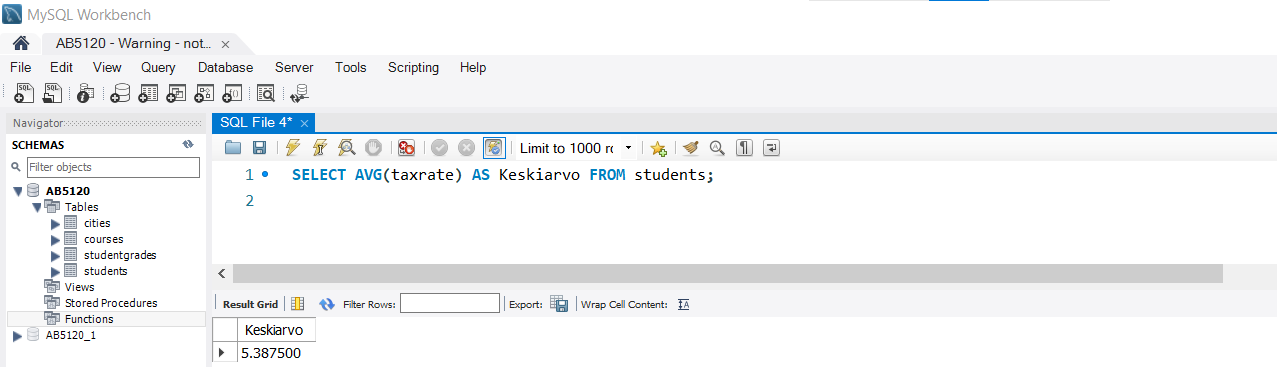 MySQL Workbench
AB5120 - Warning - not... ×
File Edit View Query Database Server Tools Scripting Help
Navigator
SQL File 4* ×
SCHEMAS
Filter objects
Limit to 1000 rc
1 SELECT AVG(taxrate) AS Keskiarvo FROM students;
2
AB5120
Tables
cities
courses
studentgrades
students
Views
Stored Procedures
Functions
AB5120_1
Result Grid Filter Rows: Export: Wrap Cell Content:
Keskiarvo
5.387500